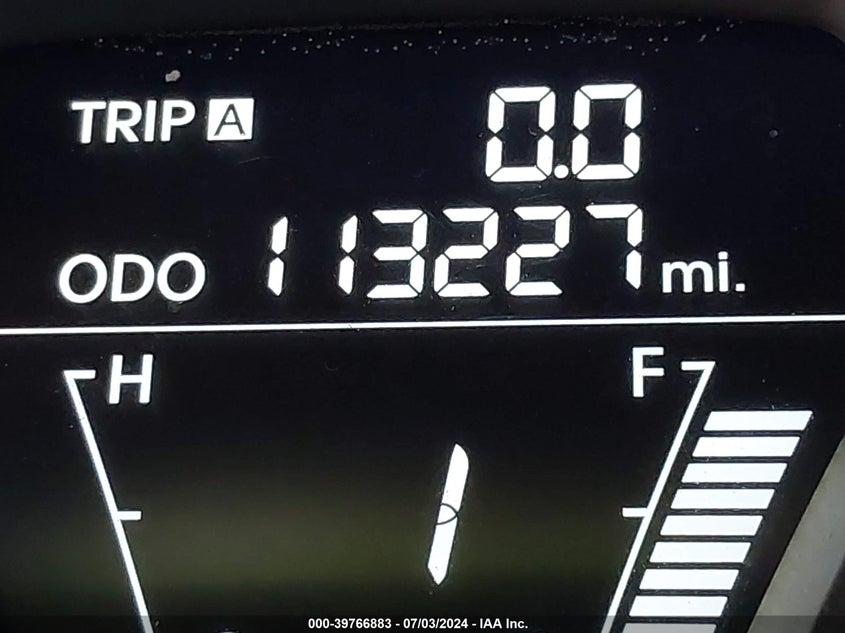 TRIP A 0.0
ODO 113227 mi.
H F
000-39766883 - 07/03/2024 - IAA Inc.